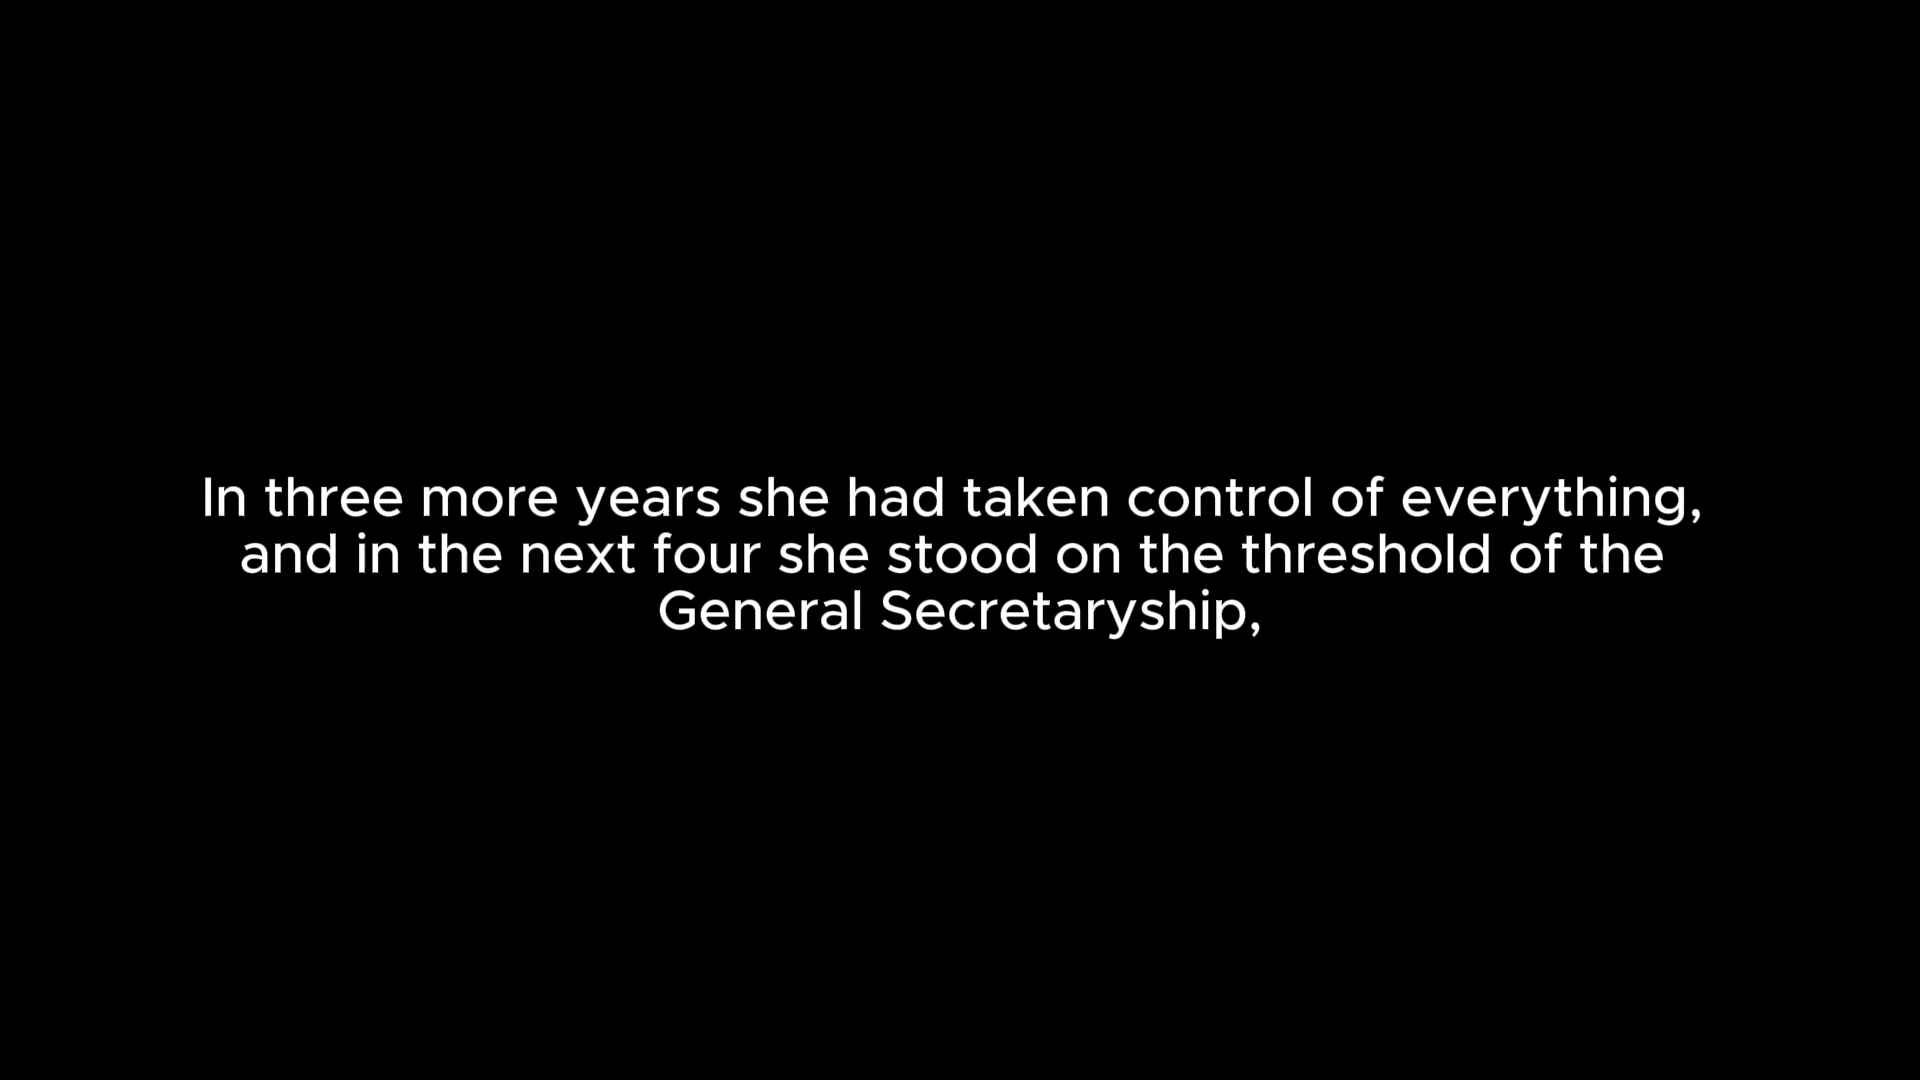 In three more years she had taken control of everything,
and in the next four she stood on the threshold of the
General Secretaryship,